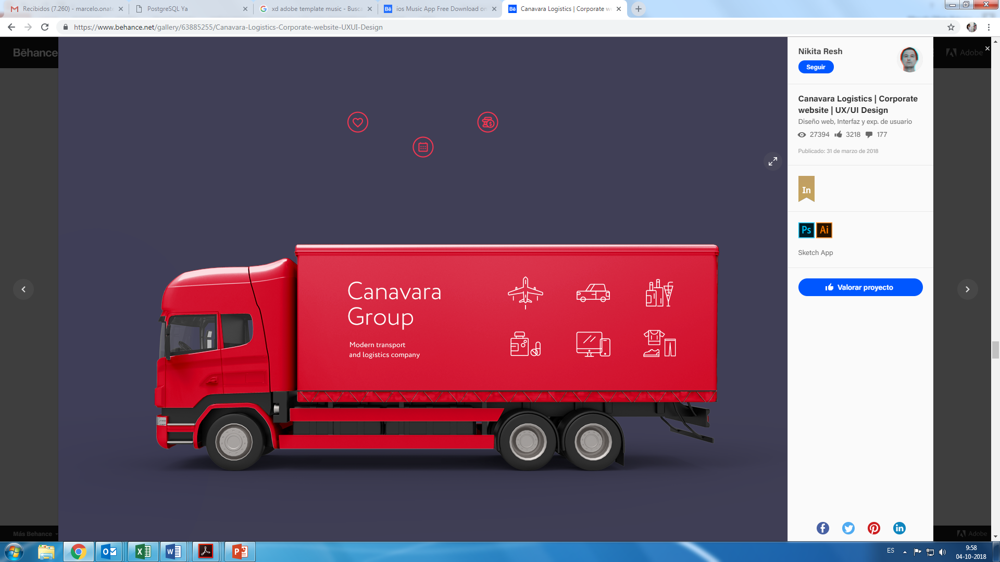 Recibidos (7.260) - marcelo.onate
PostgreSQL Ya
xd adobe template music - Busca
ios Music App Free Download on
Canavara Logistics | Corporate we
https://www.behance.net/gallery/63885255/Canavara-Logistics-Corporate-website-UXUI-Design
Bēhance
Adobe
Nikita Resh
Seguir
Canavara Logistics | Corporate
website | UX/UI Design
Diseño web, Interfaz y exp. de usuario
27394 3218 177
Publicado: 31 de marzo de 2018
In
Ps Ai
Sketch App
Valorar proyecto
Canavara
Group
Modern transport
and logistics company
Más Behance
Adobe
ES
9:58
04-10-2018